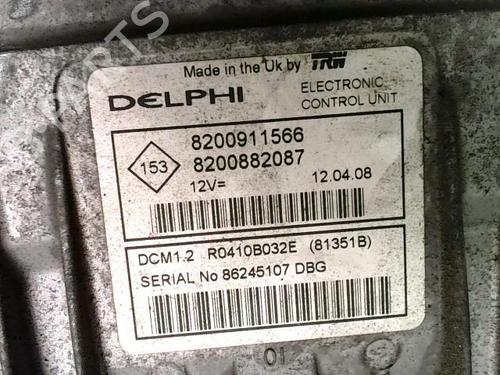 PARTS
Made in the Uk by TRW
DELPHI
ELECTRONIC
CONTROL UNIT
153
8200911566
8200882087
12V=
12.04.08
DCM1.2 R0410B032E (81351B)
SERIAL No 86245107 DBG
01